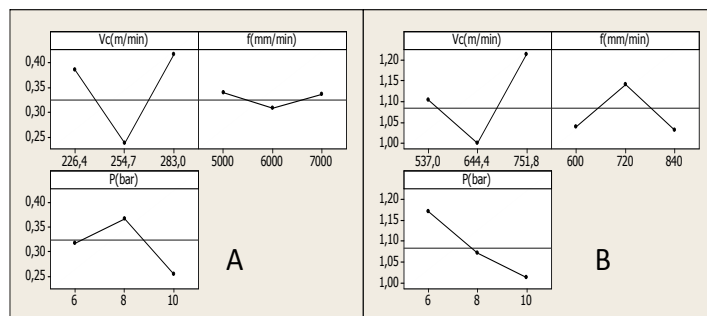 Vc(m/min) f(mm/min)
0,40
0,35
0,30
0,25
226,4 254,7 283,0 5000 6000 7000
P(bar)
0,40
0,35
0,30
0,25
6 8 10
A
Vc(m/min) f(mm/min)
1,20
1,15
1,10
1,05
1,00
537,0 644,4 751,8 600 720 840
P(bar)
1,20
1,15
1,10
1,05
1,00
6 8 10
B